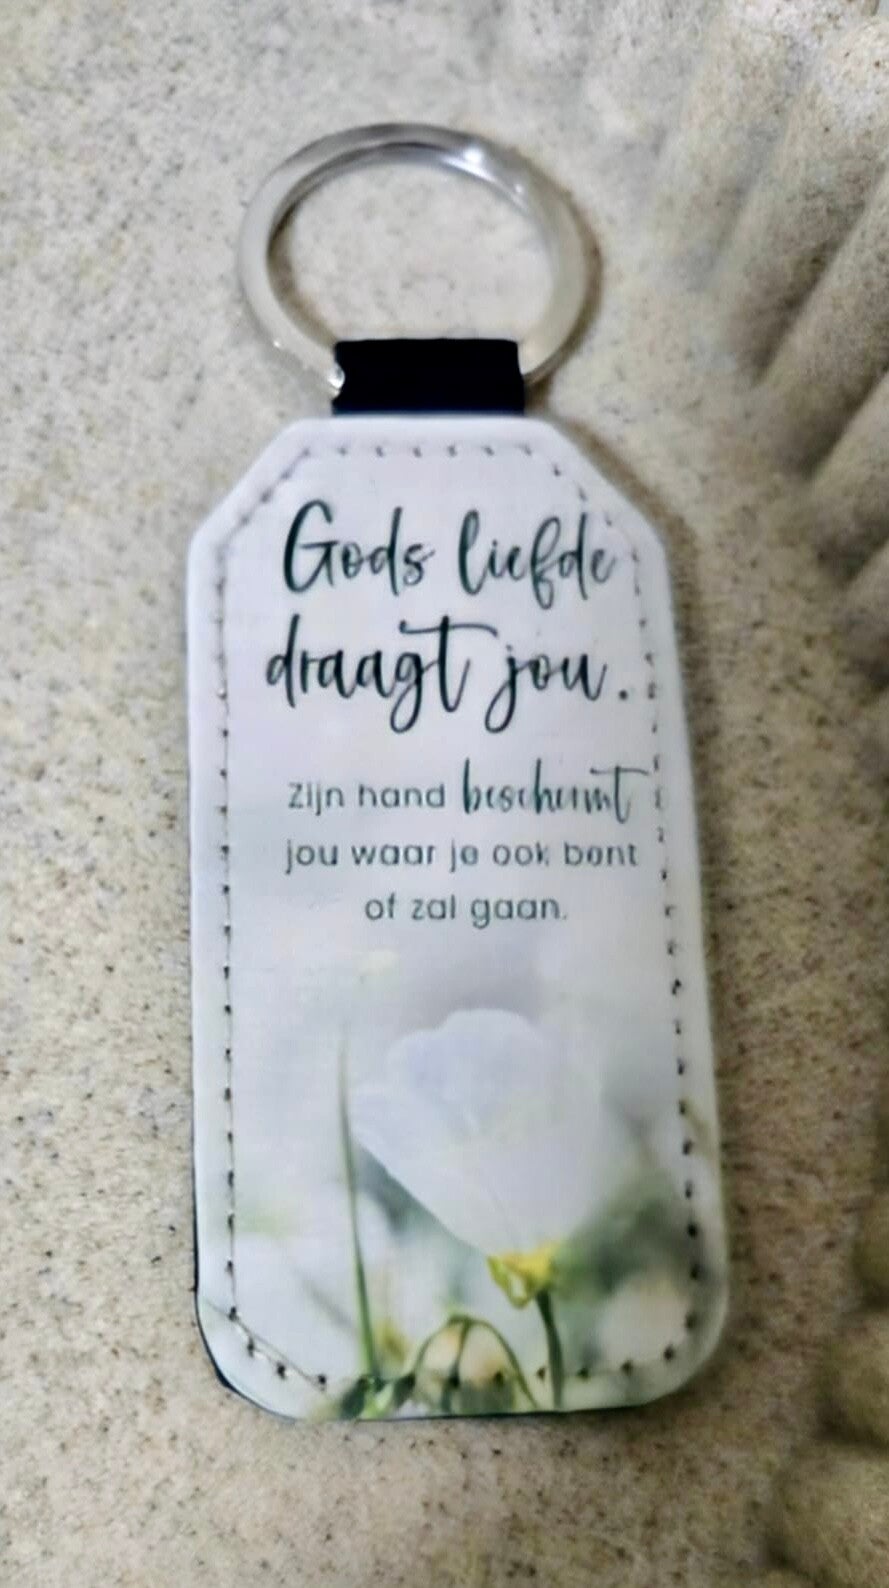 Gods liefde
draagt jou.
Zijn hand beschermt
jou waar je ook bent
of zal gaan.